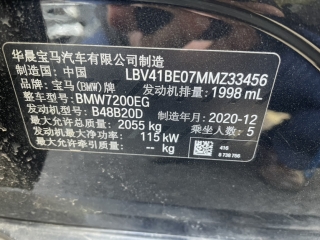 华晨宝马汽车有限公司制造
制造国: 中国 LBV41BE07MMZ33456
品牌: 宝马(BMW)牌 发动机排量: 1998 mL
整车型号: BMW7200EG
发动机型号: B48B20D 制造年月: 2020-12
最大允许总质量: 2055 kg 乘坐人数: 5
发动机最大净功率: 115 kW
最大允许牵引质量: -- kg